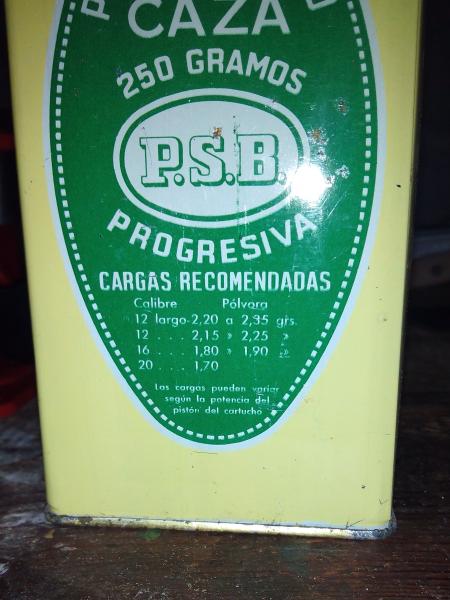 CAZA
250 GRAMOS
P.S.B.
PROGRESIVA
CARGAS RECOMENDADAS
Calibre Pólvora
12 largo-2,20 a 2,35 grs.
12 . . . . 2,15 » 2,25 »
16 . . . . 1,80 » 1,90 »
20 . . . . 1,70
Las cargas pueden variar
según la potencia del
pistón del cartucho